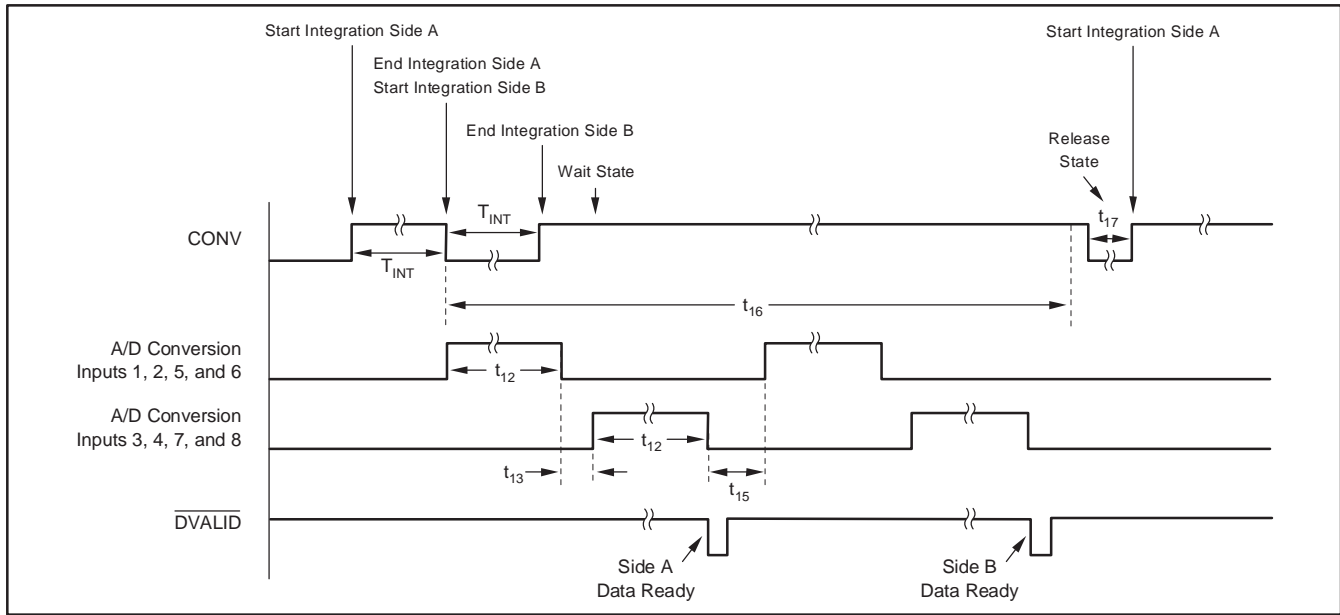 Start Integration Side A
Start Integration Side A
End Integration Side A
Start Integration Side B
End Integration Side B
Wait State
Release
State
CONV
T_INT
T_INT
t_17
t_16
A/D Conversion
Inputs 1, 2, 5, and 6
t_12
A/D Conversion
Inputs 3, 4, 7, and 8
t_12
t_13
t_15
DVALID
Side A
Data Ready
Side B
Data Ready